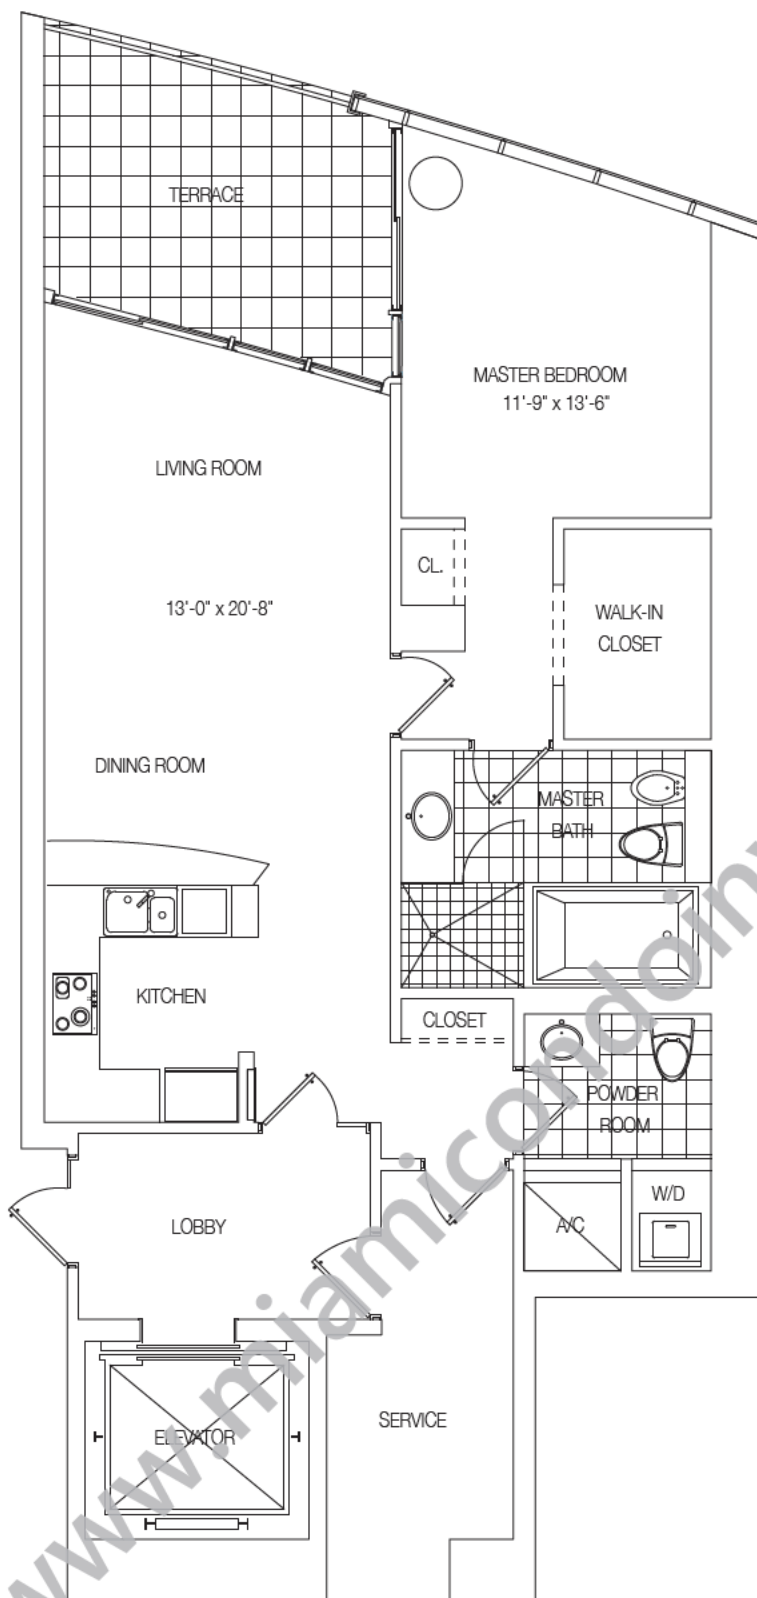 TERRACE
MASTER BEDROOM
11'-9" x 13'-6"
LIVING ROOM
CL.
13'-0" x 20'-8"
WALK-IN
CLOSET
DINING ROOM
MASTER
BATH
KITCHEN
CLOSET
POWDER
ROOM
W/D
A/C
LOBBY
SERVICE
ELEVATOR
www.miamicondoinv